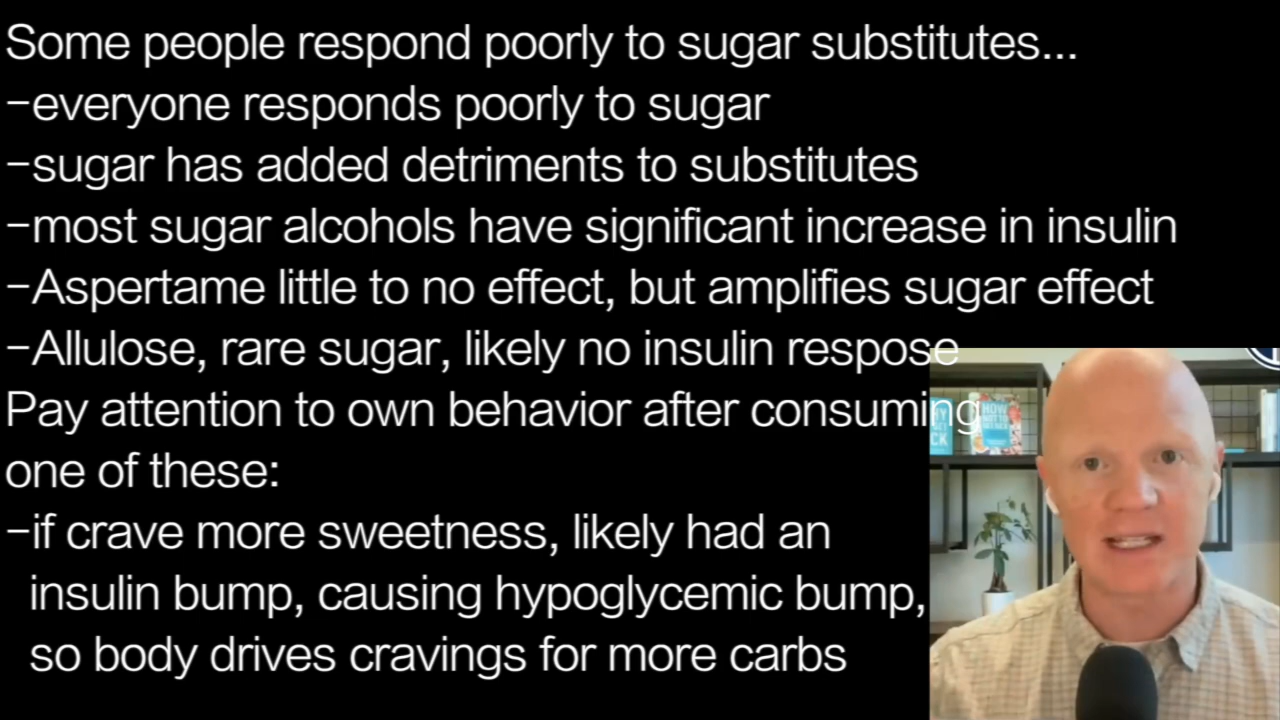 Some people respond poorly to sugar substitutes...
-everyone responds poorly to sugar
-sugar has added detriments to substitutes
-most sugar alcohols have significant increase in insulin
-Aspertame little to no effect, but amplifies sugar effect
-Allulose, rare sugar, likely no insulin respose
Pay attention to own behavior after consuming
one of these:
-if crave more sweetness, likely had an
insulin bump, causing hypoglycemic bump,
so body drives cravings for more carbs
HOW
NOT TO